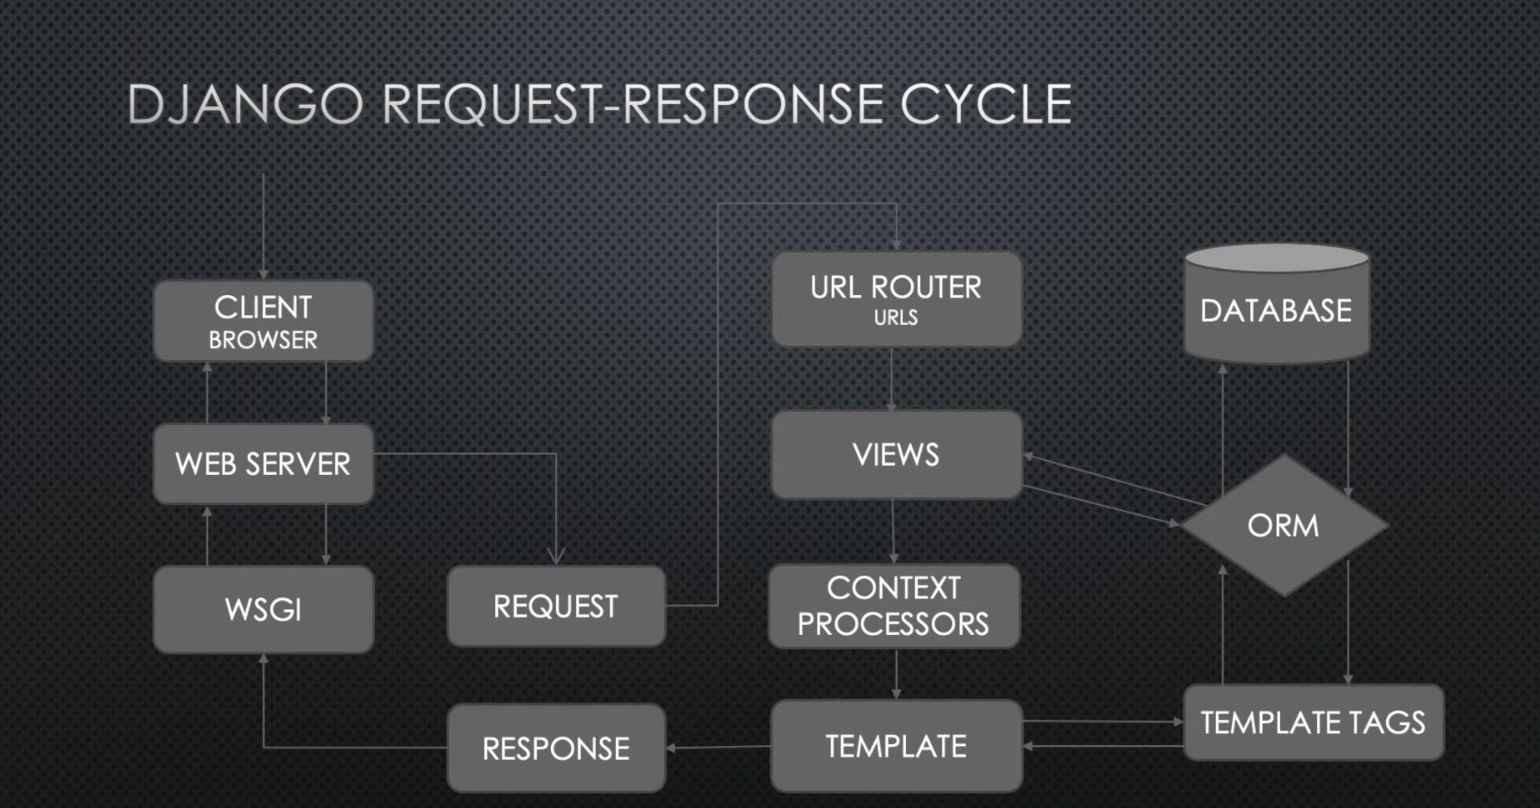 DJANGO REQUEST-RESPONSE CYCLE
CLIENT
BROWSER
WEB SERVER
WSGI
REQUEST
RESPONSE
URL ROUTER
URLS
VIEWS
CONTEXT
PROCESSORS
TEMPLATE
DATABASE
ORM
TEMPLATE TAGS